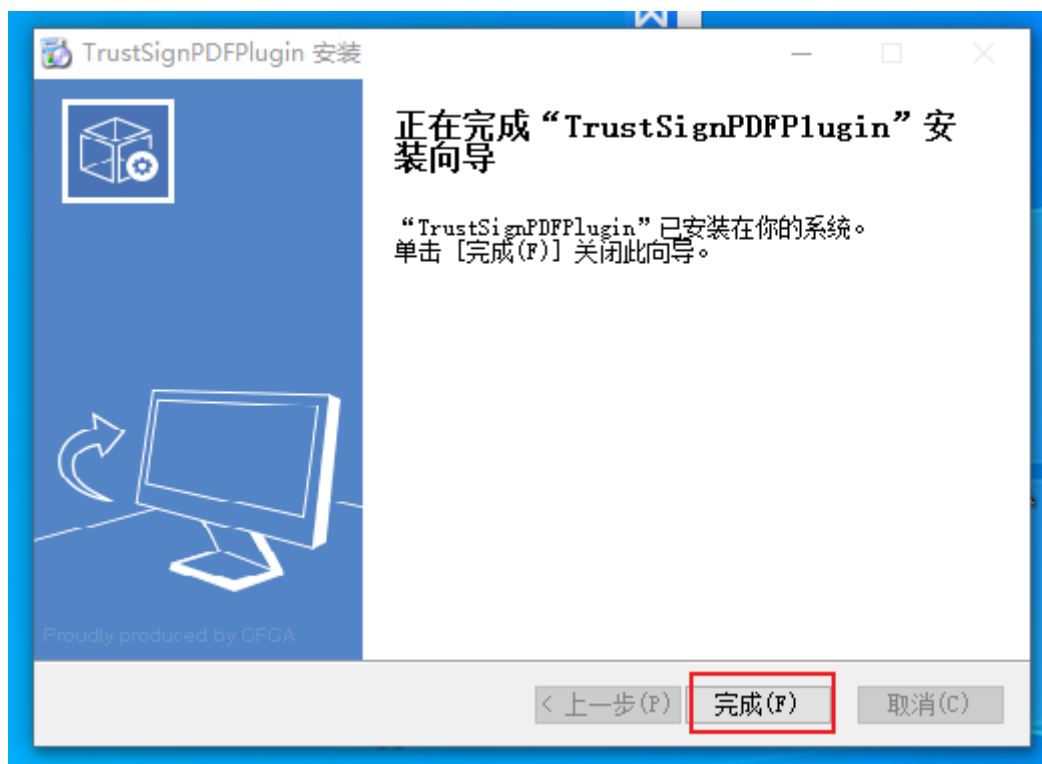 TrustSignPDFPlugin 安装
正在完成“TrustSignPDFPlugin”安
装向导
“TrustSignPDFPlugin”已安装在你的系统。
单击 [完成(F)] 关闭此向导。
Proudly produced by CFCA
< 上一步(P)
完成(F)
取消(C)